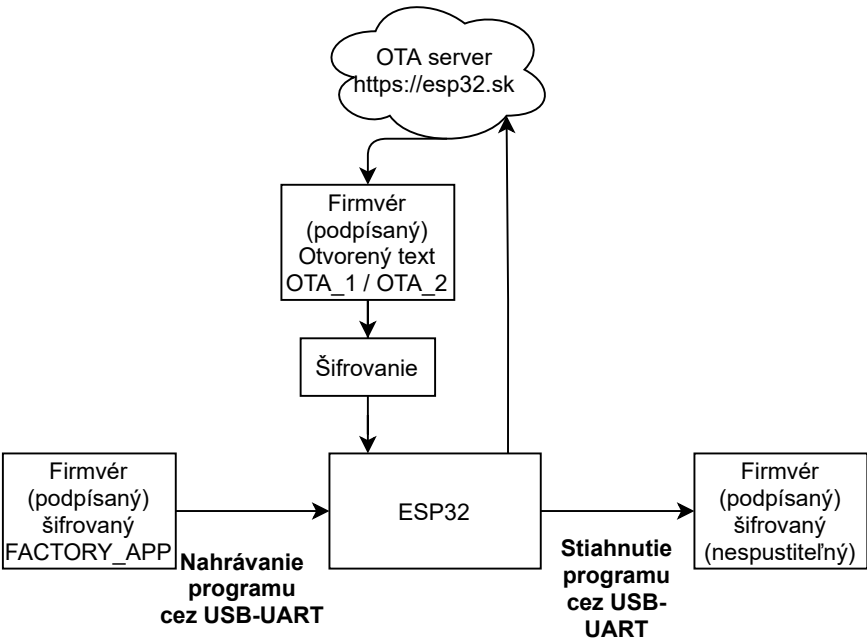 OTA server
https://esp32.sk
Firmvér
(podpísaný)
Otvorený text
OTA_1 / OTA_2
Šifrovanie
Firmvér
(podpísaný)
šifrovaný
FACTORY_APP
Nahrávanie
programu
cez USB-UART
ESP32
Stiahnutie
programu
cez USB-
UART
Firmvér
(podpísaný)
šifrovaný
(nespustiteľný)